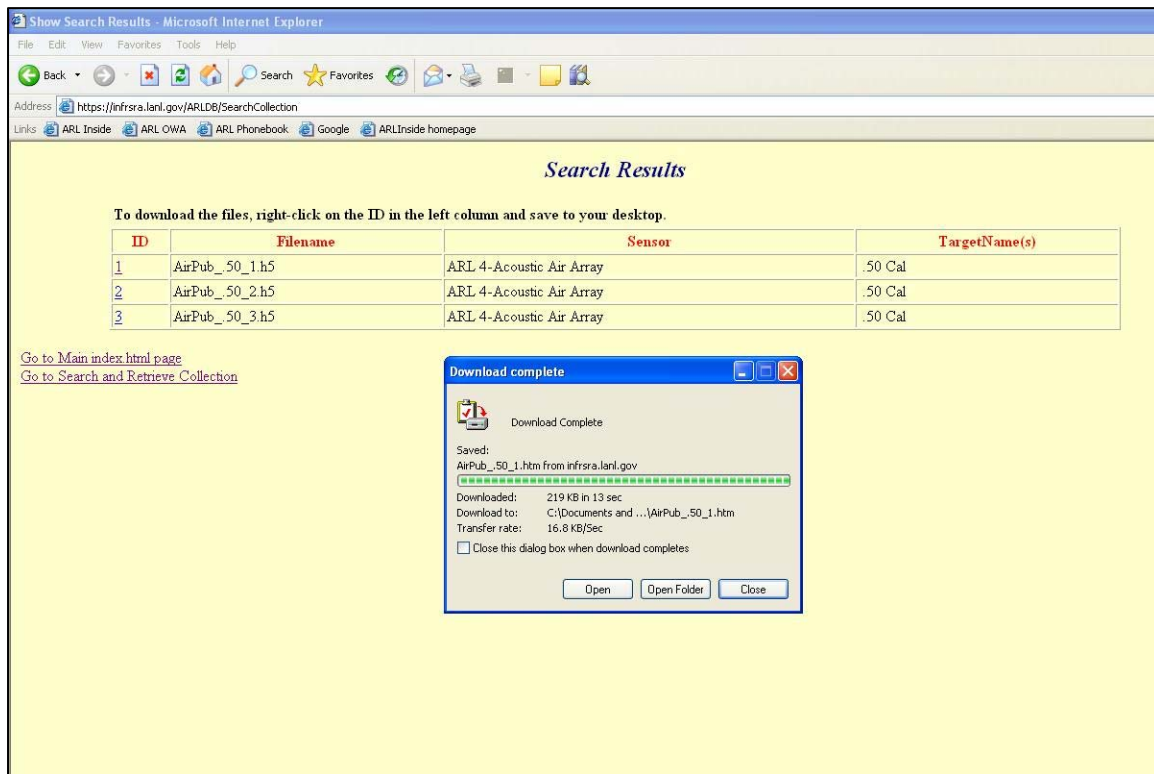 Show Search Results - Microsoft Internet Explorer
File Edit View Favorites Tools Help
Back Search Favorites
Address https://infrsra.lanl.gov/ARLDB/SearchCollection
Links ARL Inside ARL OWA ARL Phonebook Google ARLInside homepage
Search Results
To download the files, right-click on the ID in the left column and save to your desktop.
ID Filename Sensor TargetName(s)
1 AirPub_.50_1.h5 ARL 4-Acoustic Air Array .50 Cal
2 AirPub_.50_2.h5 ARL 4-Acoustic Air Array .50 Cal
3 AirPub_.50_3.h5 ARL 4-Acoustic Air Array .50 Cal
Go to Main index.html page
Go to Search and Retrieve Collection
Download complete
Download Complete
Saved:
AirPub_.50_1.htm from infrsra.lanl.gov
Downloaded: 219 KB in 13 sec
Download to: C:\Documents and ...\AirPub_.50_1.htm
Transfer rate: 16.8 KB/Sec
Close this dialog box when download completes
Open Open Folder Close